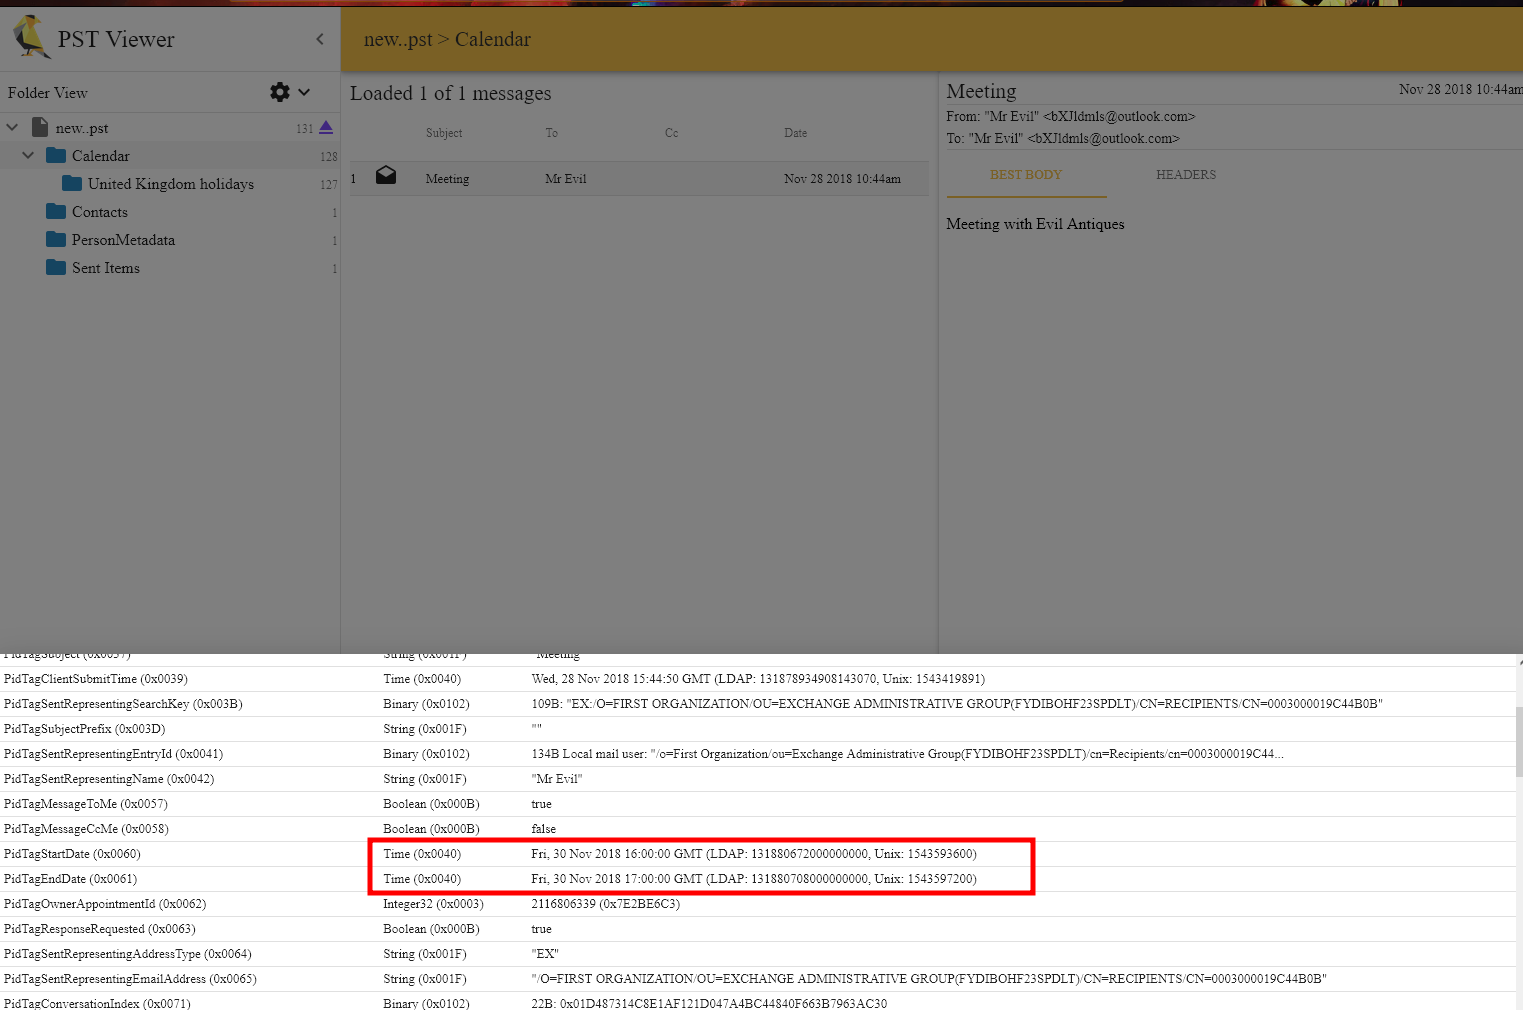 PST Viewer
new..pst > Calendar
Folder View
new..pst 131
Calendar 128
United Kingdom holidays 127
Contacts 1
PersonMetadata 1
Sent Items 1
Loaded 1 of 1 messages
Subject To Cc Date
1 Meeting Mr Evil Nov 28 2018 10:44am
Meeting Nov 28 2018 10:44am
From: "Mr Evil" <bXJldmls@outlook.com>
To: "Mr Evil" <bXJldmls@outlook.com>
BEST BODY HEADERS
Meeting with Evil Antiques
PidTagSubject (0x0037) String (0x001F) "Meeting
PidTagClientSubmitTime (0x0039) Time (0x0040) Wed, 28 Nov 2018 15:44:50 GMT (LDAP: 131878934908143070, Unix: 1543419891)
PidTagSentRepresentingSearchKey (0x003B) Binary (0x0102) 109B: "EX:/O=FIRST ORGANIZATION/OU=EXCHANGE ADMINISTRATIVE GROUP(FYDIBOHF23SPDLT)/CN=RECIPIENTS/CN=0003000019C44B0B"
PidTagSubjectPrefix (0x003D) String (0x001F) ""
PidTagSentRepresentingEntryId (0x0041) Binary (0x0102) 134B Local mail user: "/o=First Organization/ou=Exchange Administrative Group(FYDIBOHF23SPDLT)/cn=Recipients/cn=0003000019C44...
PidTagSentRepresentingName (0x0042) String (0x001F) "Mr Evil"
PidTagMessageToMe (0x0057) Boolean (0x000B) true
PidTagMessageCcMe (0x0058) Boolean (0x000B) false
PidTagStartDate (0x0060) Time (0x0040) Fri, 30 Nov 2018 16:00:00 GMT (LDAP: 131880672000000000, Unix: 1543593600)
PidTagEndDate (0x0061) Time (0x0040) Fri, 30 Nov 2018 17:00:00 GMT (LDAP: 131880708000000000, Unix: 1543597200)
PidTagOwnerAppointmentId (0x0062) Integer32 (0x0003) 2116806339 (0x7E2BE6C3)
PidTagResponseRequested (0x0063) Boolean (0x000B) true
PidTagSentRepresentingAddressType (0x0064) String (0x001F) "EX"
PidTagSentRepresentingEmailAddress (0x0065) String (0x001F) "/O=FIRST ORGANIZATION/OU=EXCHANGE ADMINISTRATIVE GROUP(FYDIBOHF23SPDLT)/CN=RECIPIENTS/CN=0003000019C44B0B"
PidTagConversationIndex (0x0071) Binary (0x0102) 22B: 0x01D487314C8E1AF121D047A4BC44840F663B7963AC30